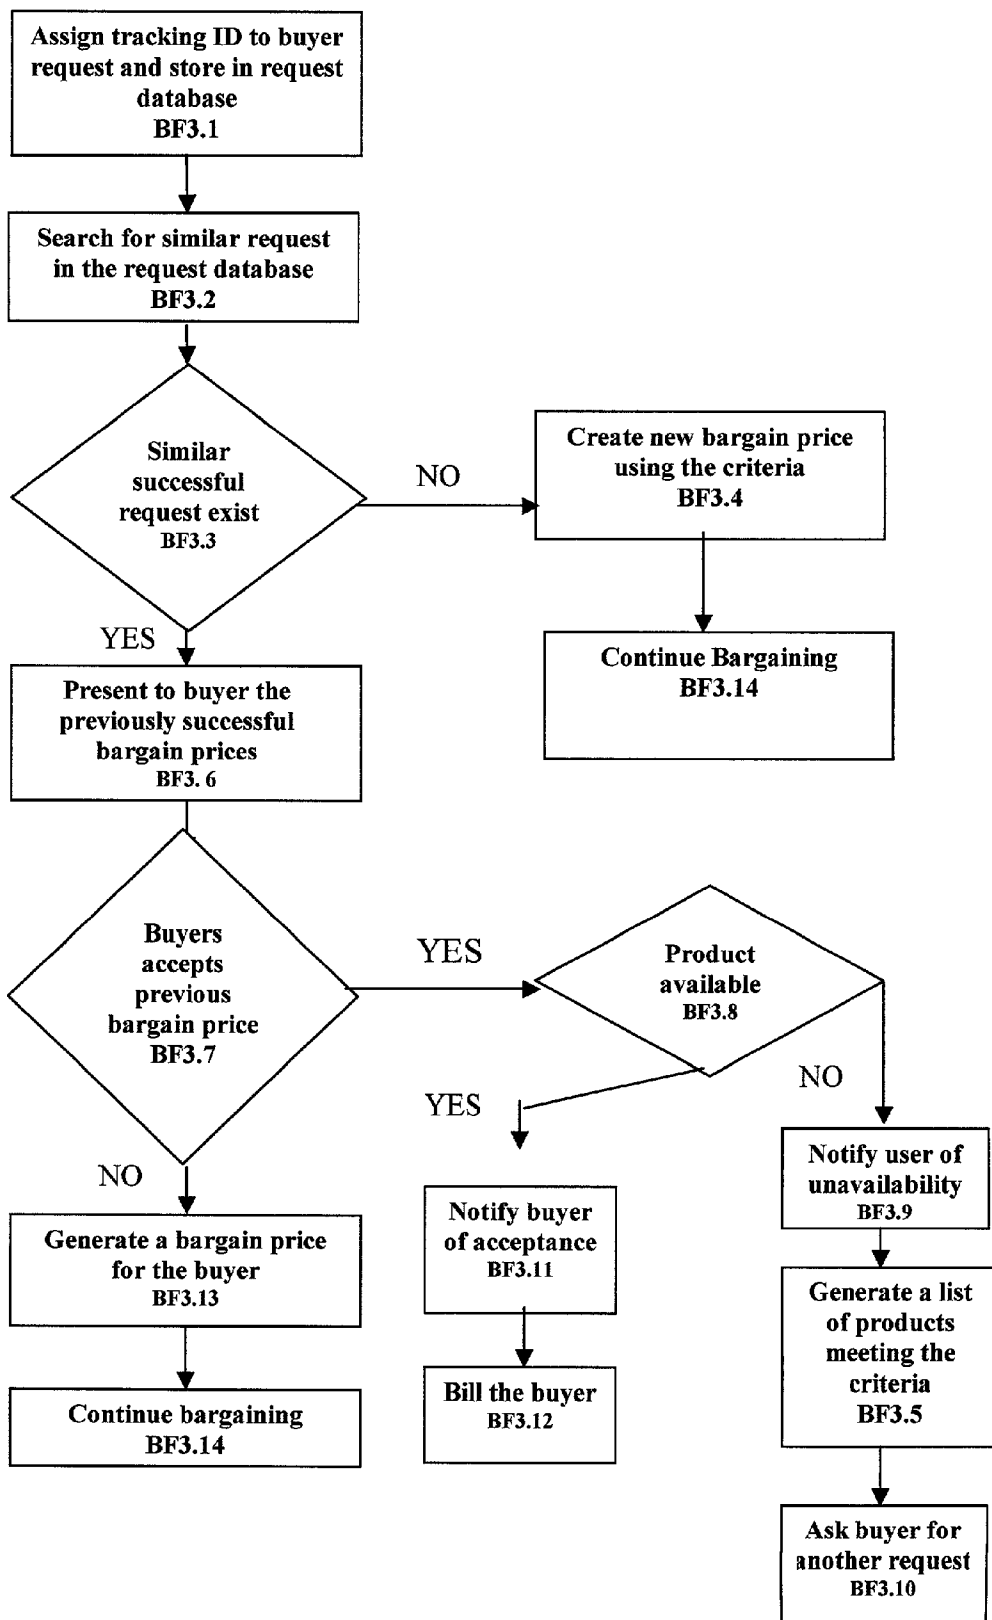 Assign tracking ID to buyer
request and store in request
database
BF3.1
Search for similar request
in the request database
BF3.2
Similar
successful
request exist
BF3.3
NO
Create new bargain price
using the criteria
BF3.4
YES
Continue Bargaining
BF3.14
Present to buyer the
previously successful
bargain prices
BF3. 6
Buyers
accepts
previous
bargain price
BF3.7
YES
Product
available
BF3.8
NO
YES
NO
Notify user of
unavailability
BF3.9
Notify buyer
of acceptance
BF3.11
Generate a bargain price
for the buyer
BF3.13
Generate a list
of products
meeting the
criteria
BF3.5
Bill the buyer
BF3.12
Continue bargaining
BF3.14
Ask buyer for
another request
BF3.10